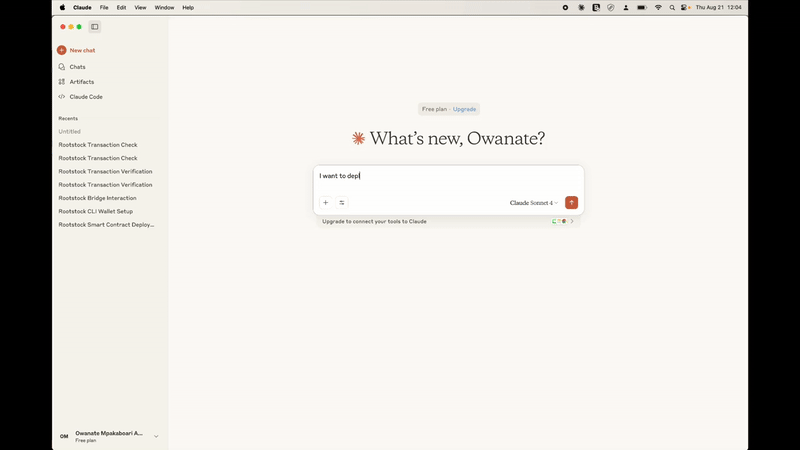 Claude File Edit View Window Help Thu Aug 21 12:04
New chat
Chats
Artifacts
Claude Code
Recents
Untitled
Rootstock Transaction Check
Rootstock Transaction Check
Rootstock Transaction Verification
Rootstock Transaction Verification
Rootstock Bridge Interaction
Rootstock CLI Wallet Setup
Rootstock Smart Contract Deploy...
Free plan · Upgrade
What's new, Owanate?
I want to depl
Claude Sonnet 4
Upgrade to connect your tools to Claude
OM
Owanate Mpakaboari A...
Free plan